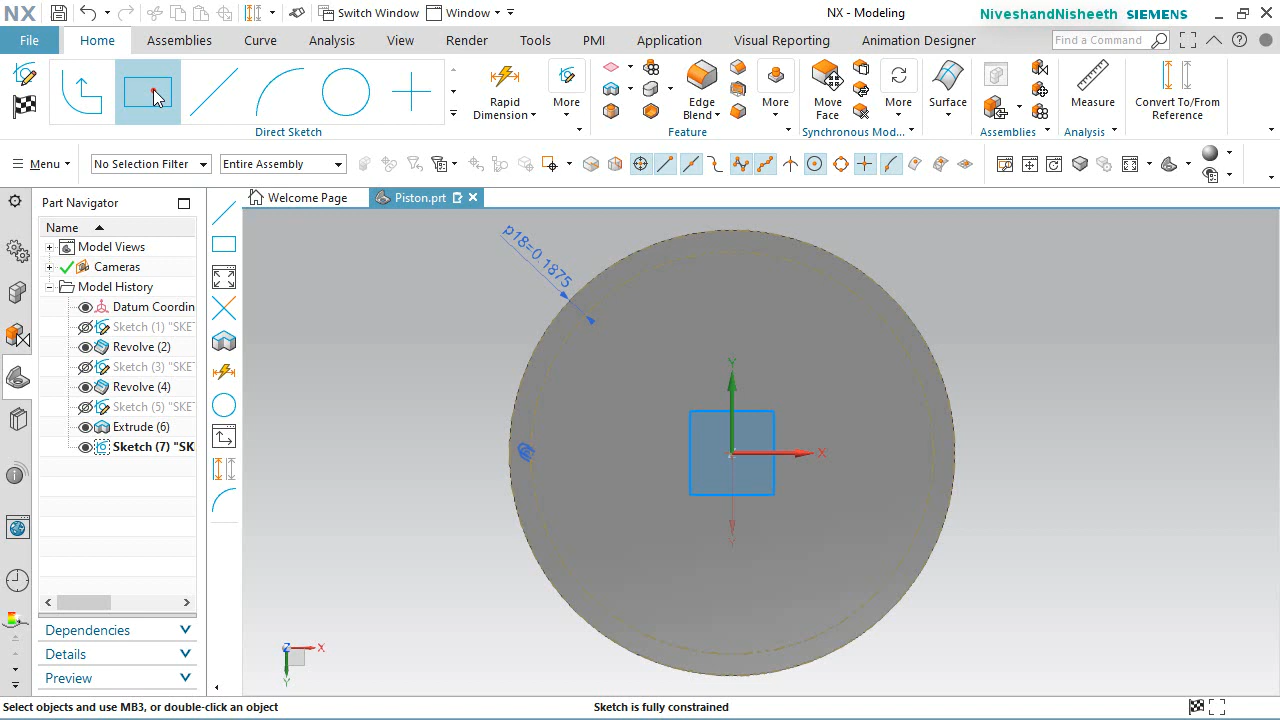 NX
Switch Window
Window
NX - Modeling
NiveshandNisheeth SIEMENS
File
Home
Assemblies
Curve
Analysis
View
Render
Tools
PMI
Application
Visual Reporting
Animation Designer
Find a Command
Rapid
Dimension
More
Edge
Blend
More
Move
Face
More
Surface
Measure
Convert To/From
Reference
Direct Sketch
Feature
Synchronous Mod...
Assemblies
Analysis
Menu
No Selection Filter
Entire Assembly
Part Navigator
Welcome Page
Piston.prt
Name
Model Views
Cameras
Model History
Datum Coordin
Sketch (1) "SKE
Revolve (2)
Sketch (3) "SKE
Revolve (4)
Sketch (5) "SKE
Extrude (6)
Sketch (7) "SK
Dependencies
Details
Preview
p18=0.1875
Y
X
Y
Z
X
Y
Select objects and use MB3, or double-click an object
Sketch is fully constrained